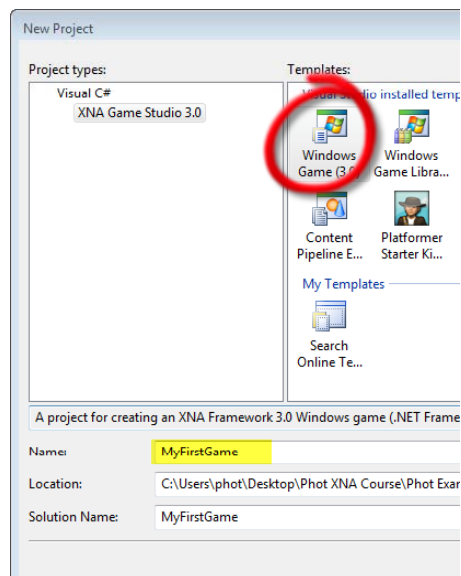 New Project
Project types:
Templates:
Visual C#
XNA Game Studio 3.0
Visual Studio installed temp
Windows Game (3.0)
Windows Game Libra...
Content Pipeline E...
Platformer Starter Ki...
My Templates
Search Online Te...
A project for creating an XNA Framework 3.0 Windows game (.NET Frame
Name:
MyFirstGame
Location:
C:\Users\phot\Desktop\Phot XNA Course\Phot Exar
Solution Name:
MyFirstGame